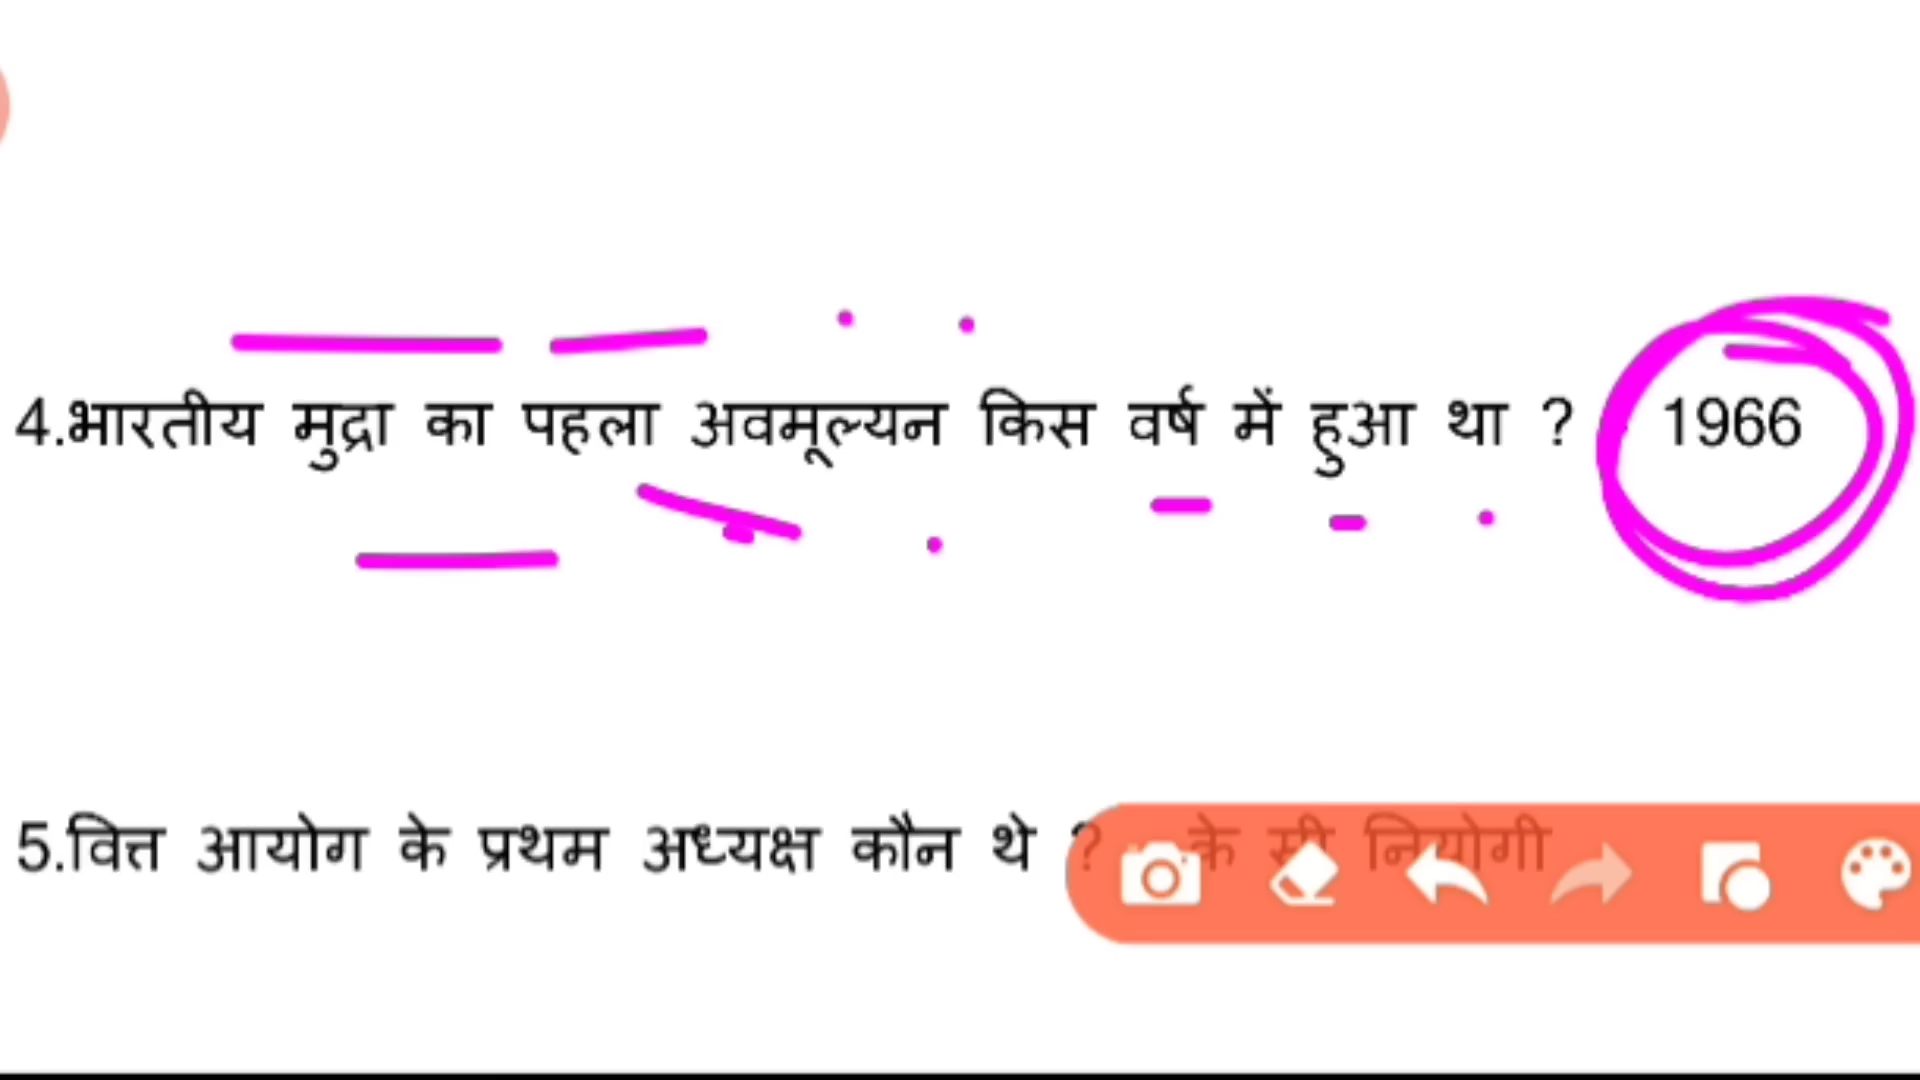 4.भारतीय मुद्रा का पहला अवमूल्यन किस वर्ष में हुआ था ? 1966
5.वित्त आयोग के प्रथम अध्यक्ष कौन थे ? के सी नियोगी